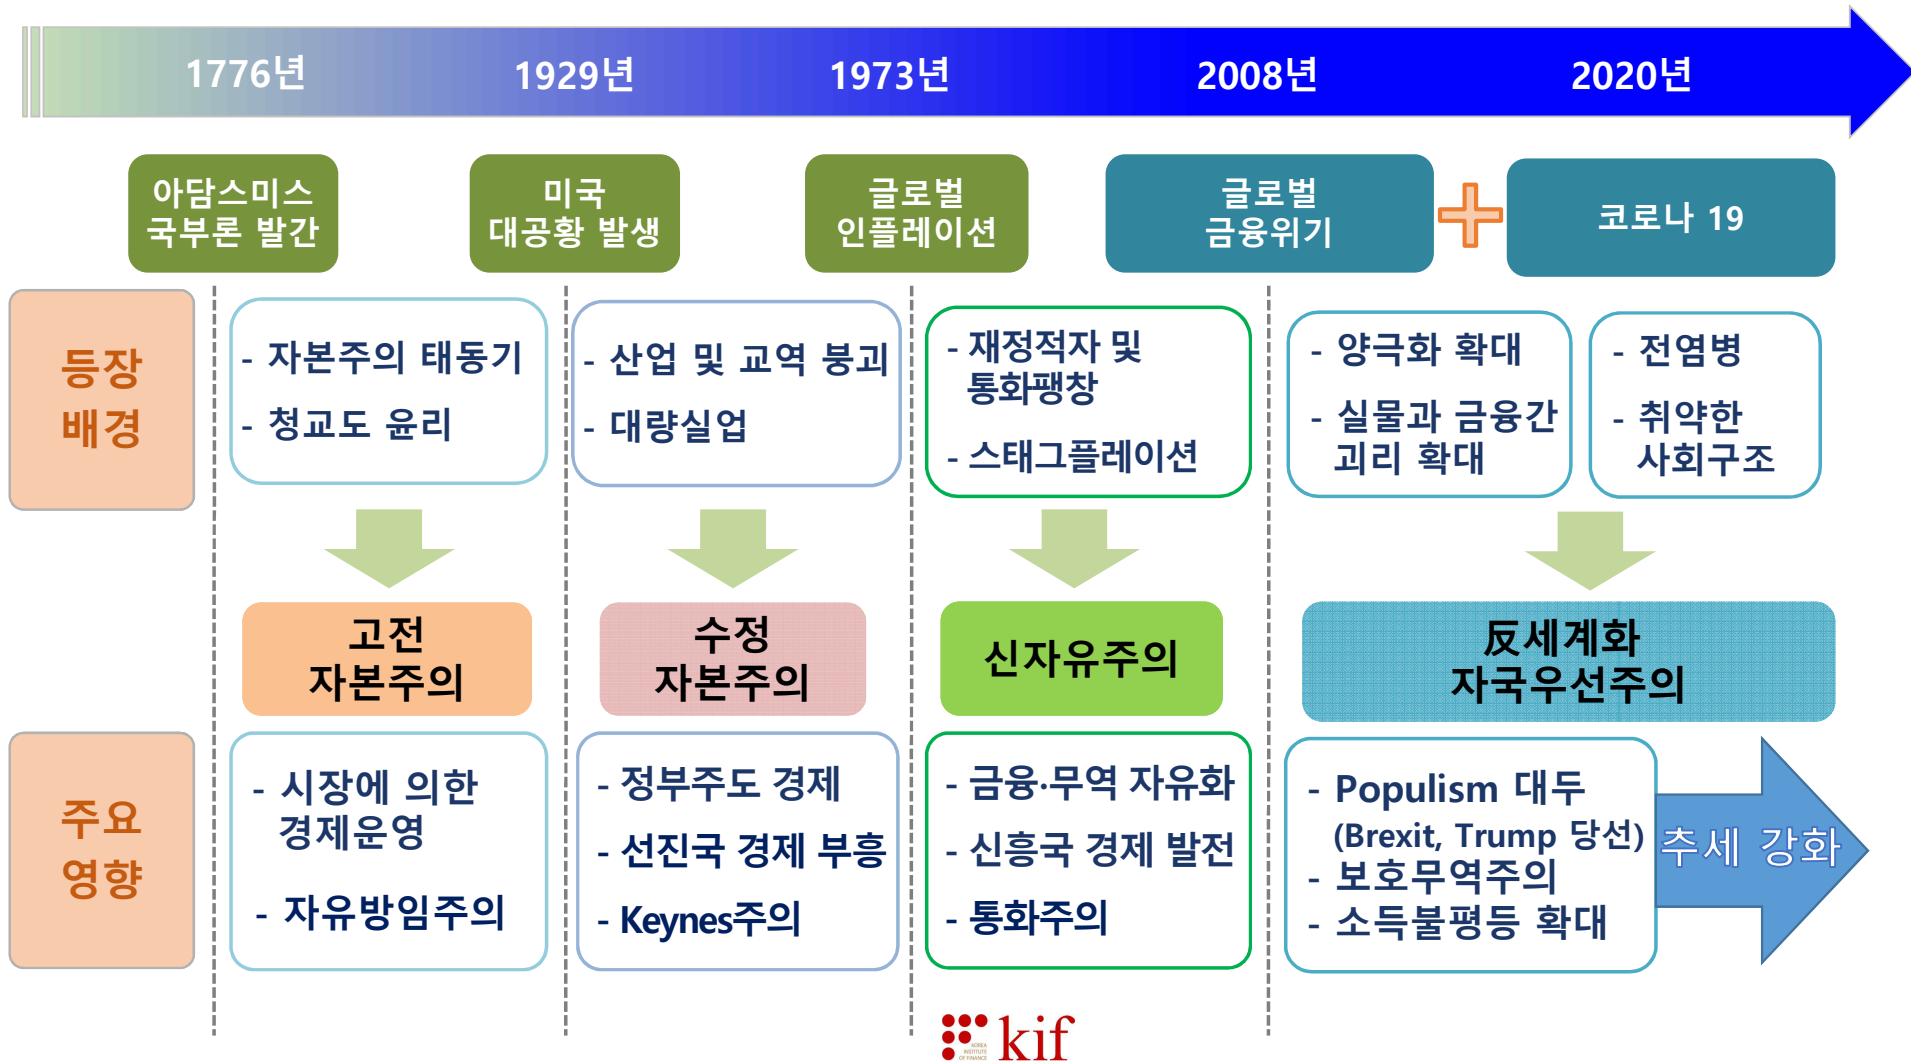 1776년
1929년
1973년
2008년
2020년
아담스미스
국부론 발간
미국
대공황 발생
글로벌
인플레이션
글로벌
금융위기
코로나 19
등장
배경
- 자본주의 태동기
- 청교도 윤리
- 산업 및 교역 붕괴
- 대량실업
- 재정적자 및
통화팽창
- 스태그플레이션
- 양극화 확대
- 실물과 금융간
괴리 확대
- 전염병
- 취약한
사회구조
고전
자본주의
수정
자본주의
신자유주의
反세계화
자국우선주의
주요
영향
- 시장에 의한
경제운영
- 자유방임주의
- 정부주도 경제
- 선진국 경제 부흥
- Keynes주의
- 금융·무역 자유화
- 신흥국 경제 발전
- 통화주의
- Populism 대두
(Brexit, Trump 당선)
- 보호무역주의
- 소득불평등 확대
추세 강화
KOREA
INSTITUTE
OF FINANCE
kif